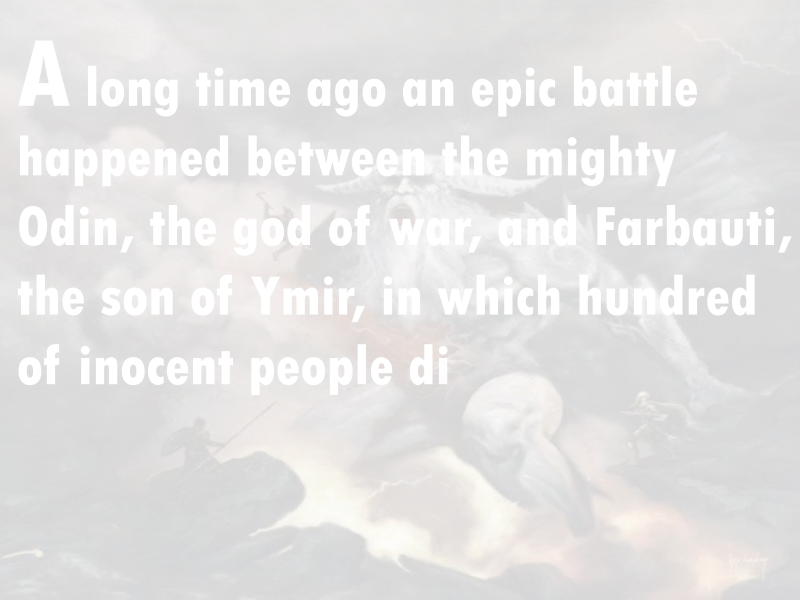 A long time ago an epic battle
happened between the mighty
Odin, the god of war, and Farbauti,
the son of Ymir, in which hundred
of inocent people di